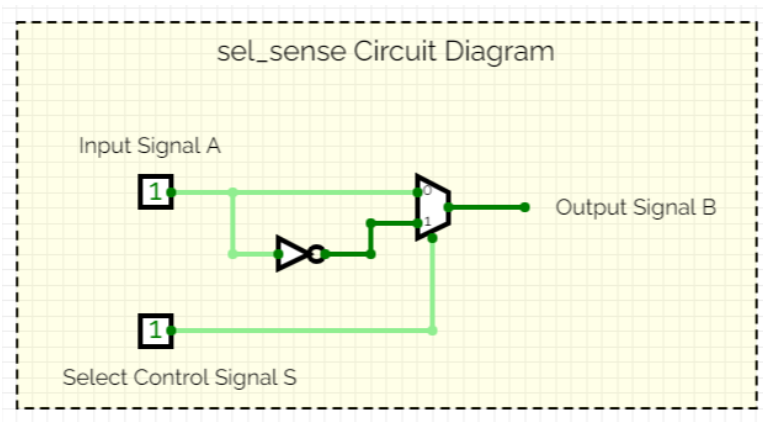 sel_sense Circuit Diagram
Input Signal A
1
0
1
Output Signal B
1
Select Control Signal S